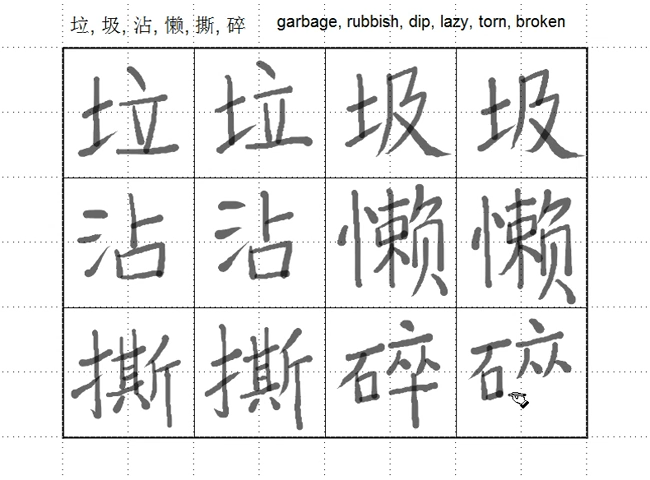 垃, 圾, 沾, 懒, 撕, 碎 garbage, rubbish, dip, lazy, torn, broken
垃 垃 圾 圾
沾 沾 懒 懒
撕 撕 碎